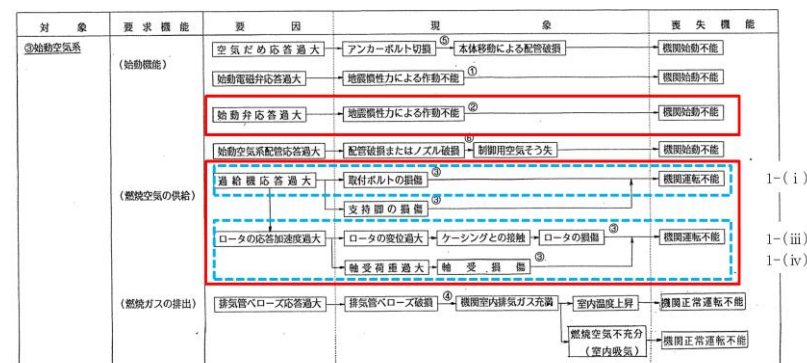 対 象 要 求 機 能 要 因 現 象 喪 失 機 能
③始動空気系
(始動機能)
空気だめ応答過大 アンカーボルト切損 ⑤ 本体移動による配管破損 機関始動不能
始動電磁弁応答過大 地震慣性力による作動不能 ① 機関始動不能
始動弁応答過大 地震慣性力による作動不能 ② 機関始動不能
始動空気系配管応答過大 配管破損またはノズル破損 ⑥ 制御用空気そう失 機関始動不能
(燃焼空気の供給)
過給機応答過大 取付ボルトの損傷 ③ 機関運転不能 1-(ⅰ)
支持脚の損傷 ③
ロータの応答加速度過大 ロータの変位過大 ケーシングとの接触 ロータの損傷 ③ 機関運転不能 1-(ⅲ)
軸受荷重過大 軸 受 損 傷 ③ 1-(ⅳ)
(燃焼ガスの排出) 排気管ベローズ応答過大 排気管ベローズ破損 ④ 機関室内排気ガス充満 室内温度上昇 機関正常運転不能
燃焼空気不充分
(室内吸気) 機関正常運転不能